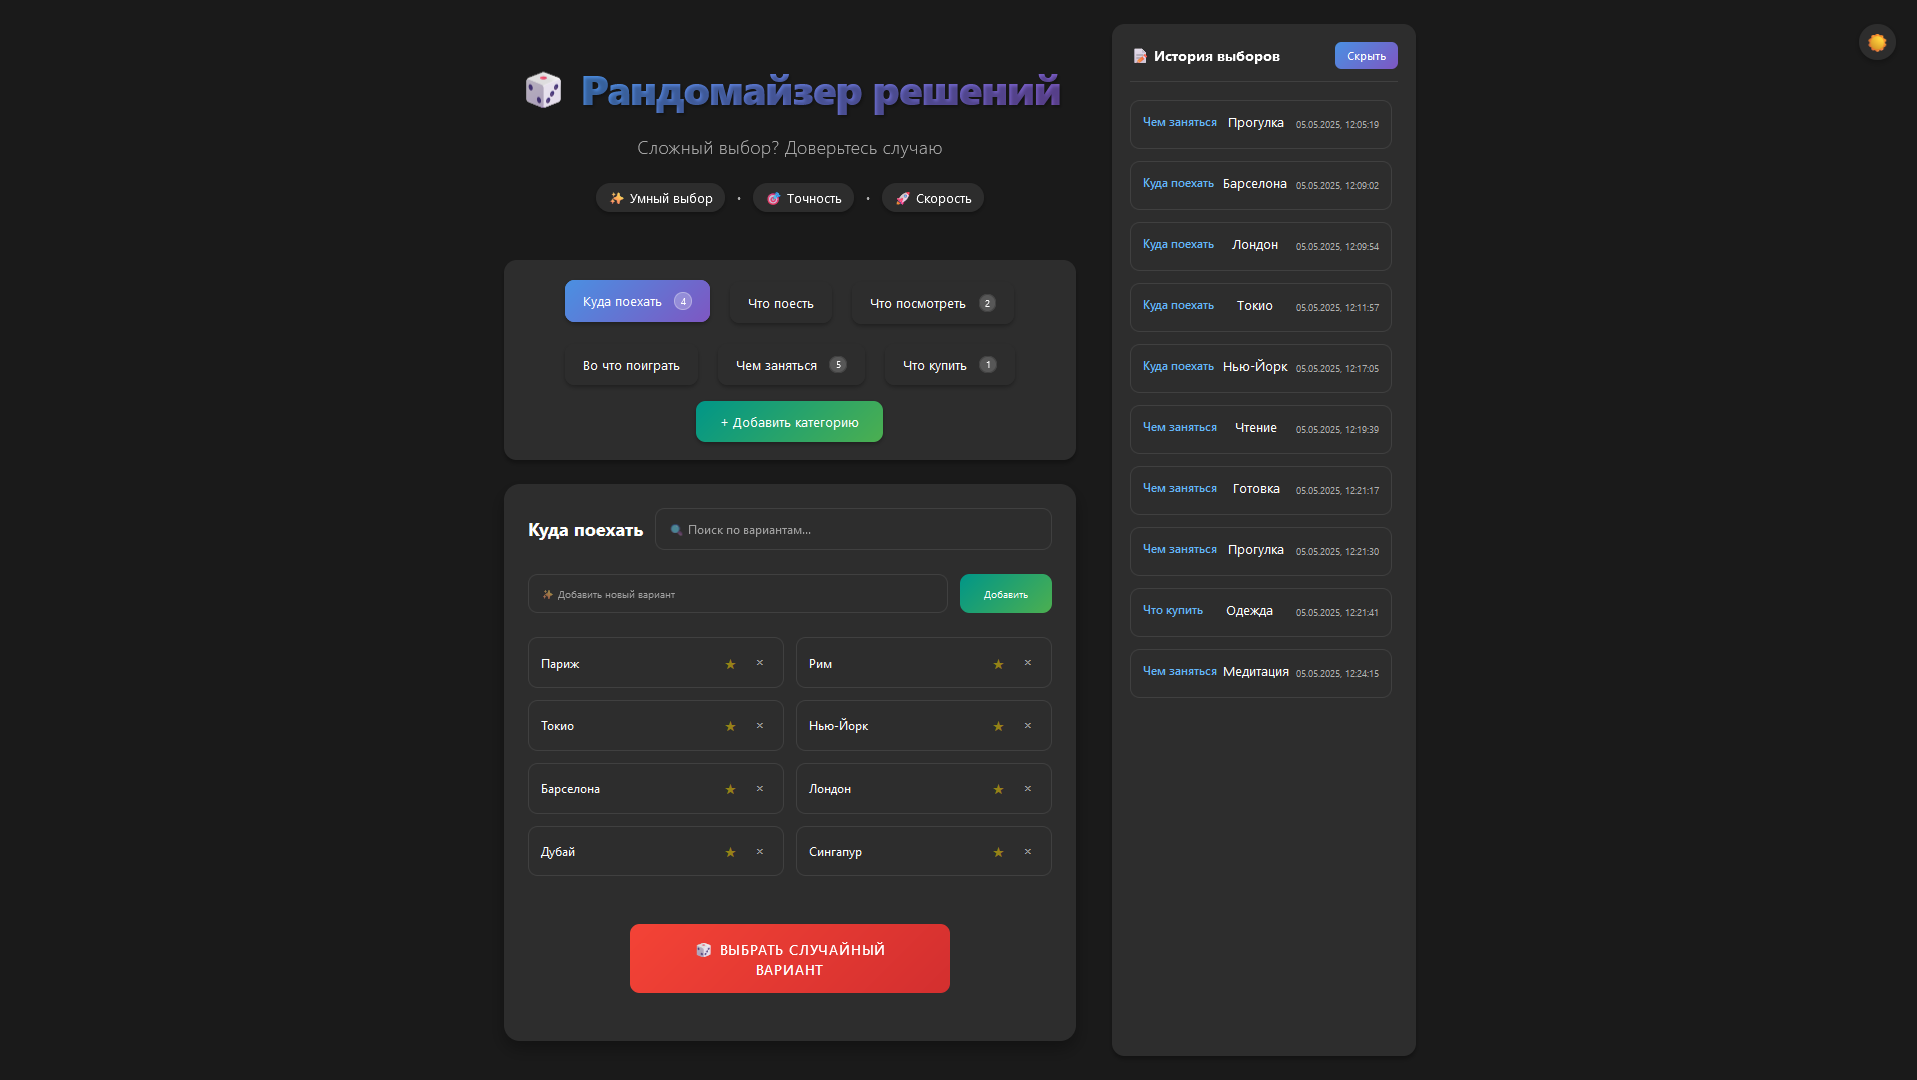 🎲 Рандомайзер решений
Сложный выбор? Доверьтесь случаю
✨ Умный выбор • 🎯 Точность • 🚀 Скорость
Куда поехать 4
Что поесть
Что посмотреть 2
Во что поиграть
Чем заняться 5
Что купить 1
+ Добавить категорию
Куда поехать
🔍 Поиск по вариантам...
✨ Добавить новый вариант
Добавить
Париж ★ ×
Рим ★ ×
Токио ★ ×
Нью-Йорк ★ ×
Барселона ★ ×
Лондон ★ ×
Дубай ★ ×
Сингапур ★ ×
🎲 ВЫБРАТЬ СЛУЧАЙНЫЙ
ВАРИАНТ
📝 История выборов
Скрыть
Чем заняться Прогулка 05.05.2025, 12:05:19
Куда поехать Барселона 05.05.2025, 12:09:02
Куда поехать Лондон 05.05.2025, 12:09:54
Куда поехать Токио 05.05.2025, 12:11:57
Куда поехать Нью-Йорк 05.05.2025, 12:17:05
Чем заняться Чтение 05.05.2025, 12:19:39
Чем заняться Готовка 05.05.2025, 12:21:17
Чем заняться Прогулка 05.05.2025, 12:21:30
Что купить Одежда 05.05.2025, 12:21:41
Чем заняться Медитация 05.05.2025, 12:24:15